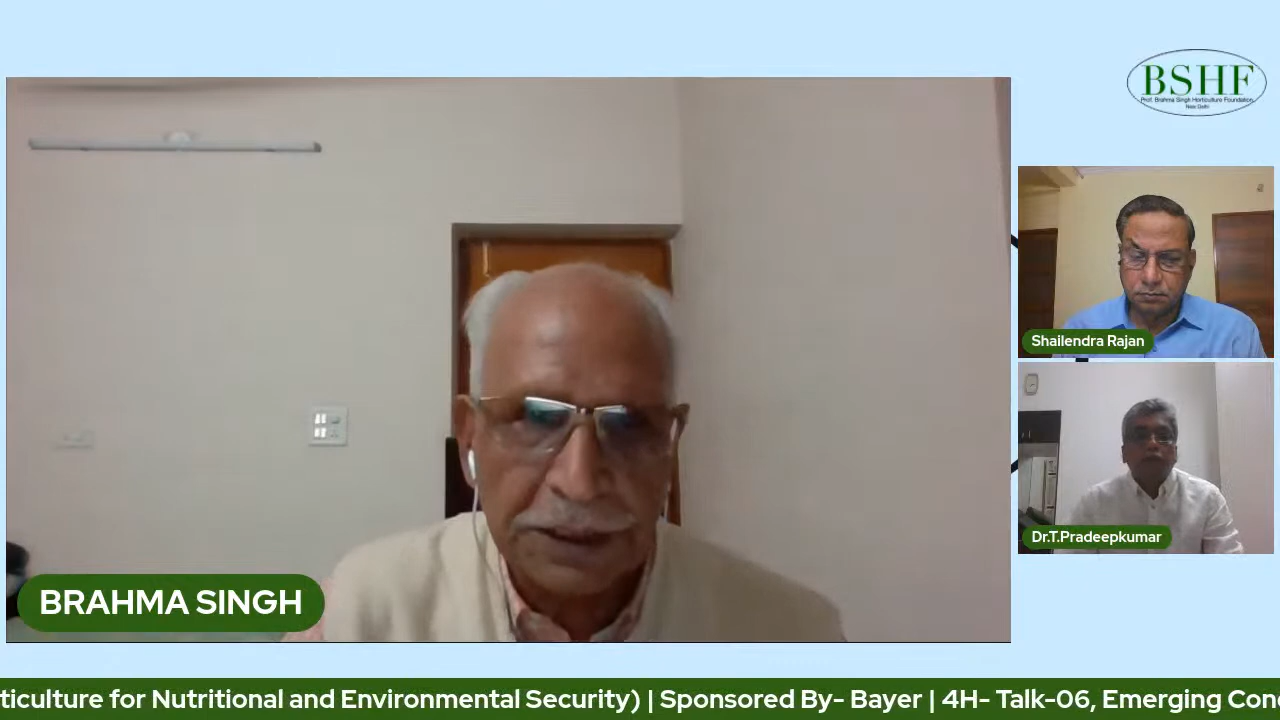 BSHF
Prof. Brahma Singh Horticulture Foundation,
New Delhi
Shailendra Rajan
Dr.T.Pradeepkumar
BRAHMA SINGH
ticulture for Nutritional and Environmental Security) | Sponsored By- Bayer | 4H- Talk-06, Emerging Con